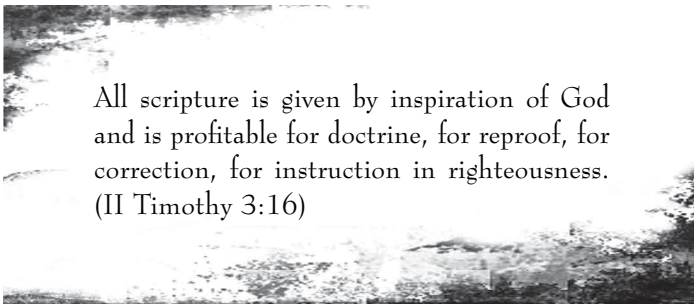 All scripture is given by inspiration of God
and is profitable for doctrine, for reproof, for
correction, for instruction in righteousness.
(II Timothy 3:16)